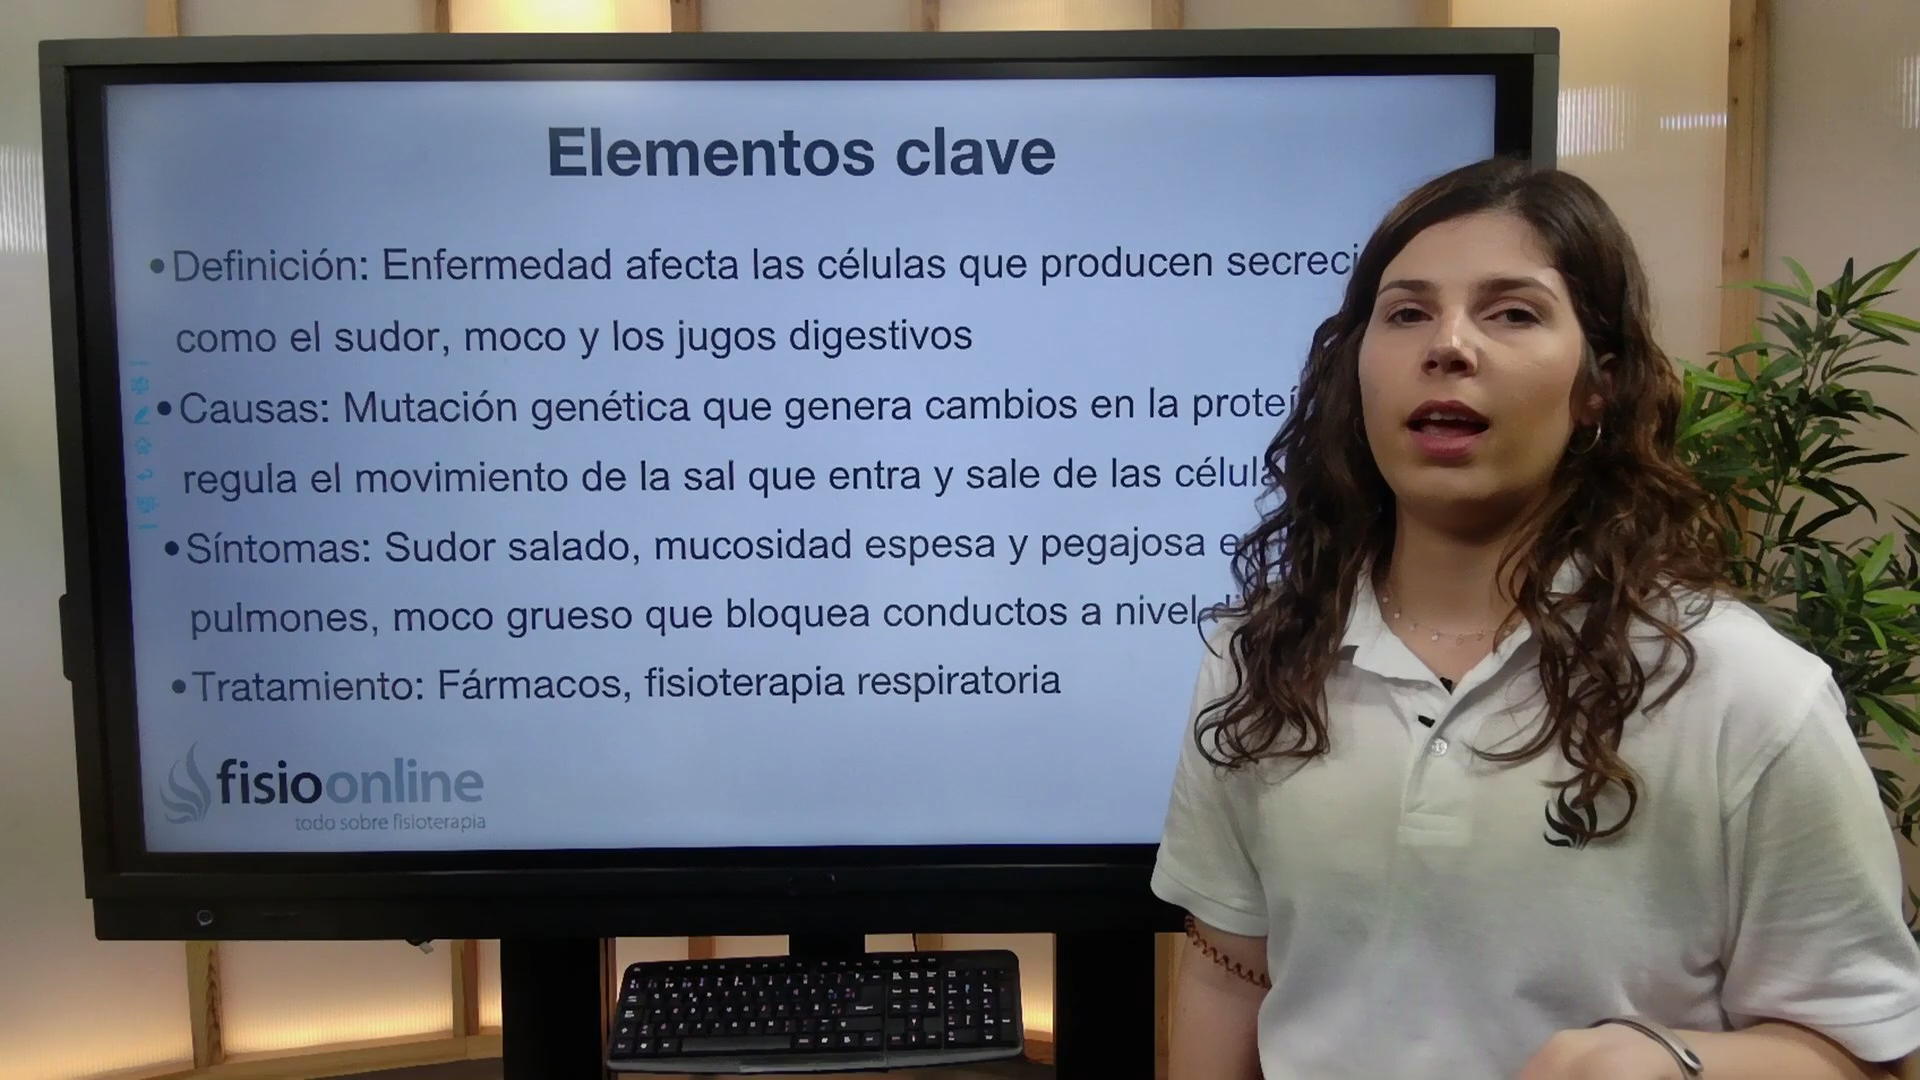 Elementos clave
•Definición: Enfermedad afecta las células que producen
como el sudor, moco y los jugos digestivos
•Causas: Mutación genética que genera cambios en la
regula el movimiento de la sal que entra y sale de las
•Síntomas: Sudor salado, mucosidad espesa y pegajosa
pulmones, moco grueso que bloquea conductos a nivel
•Tratamiento: Fármacos, fisioterapia respiratoria
fisioonline
todo sobre fisioterapia